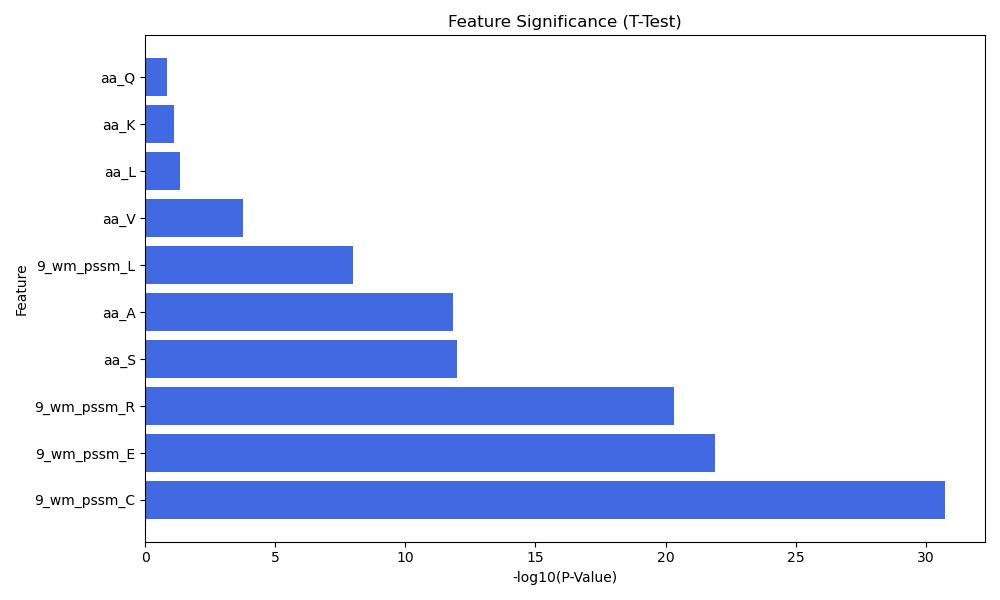 Feature Significance (T-Test)
Feature
aa_Q
aa_K
aa_L
aa_V
9_wm_pssm_L
aa_A
aa_S
9_wm_pssm_R
9_wm_pssm_E
9_wm_pssm_C
0 5 10 15 20 25 30
-log10(P-Value)